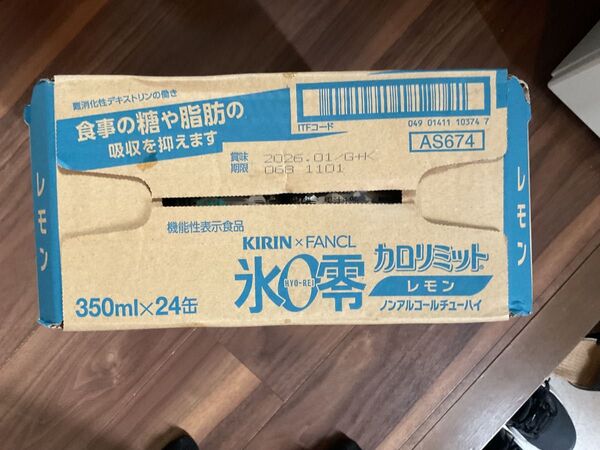 難消化性デキストリンの働き
食事の糖や脂肪の
吸収を抑えます
ITFコード
049 01411 10374 7
AS674
賞味
期限
2026.01/G+K
068 1101
機能性表示食品
KIRIN×FANCL
氷零
HYO-REI
カロリミット
レモン
ノンアルコールチューハイ
350ml×24缶
レモン
レモン